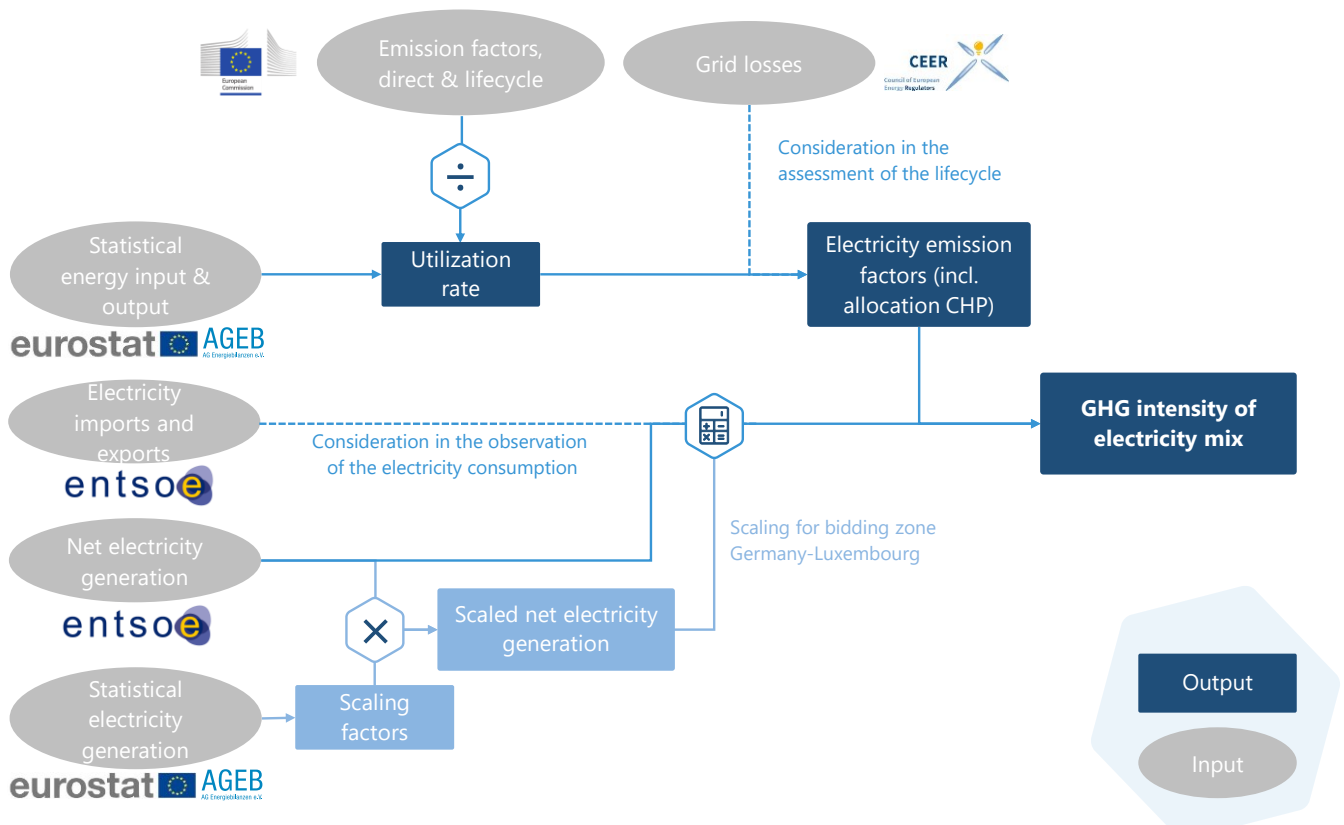 European
Commission
Emission factors,
direct & lifecycle
Grid losses
CEER
Council of European
Energy Regulators
Consideration in the
assessment of the lifecycle
÷
Statistical
energy input &
output
eurostat
AGEB
AG Energiebilanzen e.V.
Utilization
rate
Electricity emission
factors (incl.
allocation CHP)
Electricity
imports and
exports
entsoe
Consideration in the observation
of the electricity consumption
GHG intensity of
electricity mix
Net electricity
generation
entsoe
Scaling for bidding zone
Germany-Luxembourg
×
Scaled net electricity
generation
Statistical
electricity
generation
eurostat
AGEB
AG Energiebilanzen e.V.
Scaling
factors
Output
Input